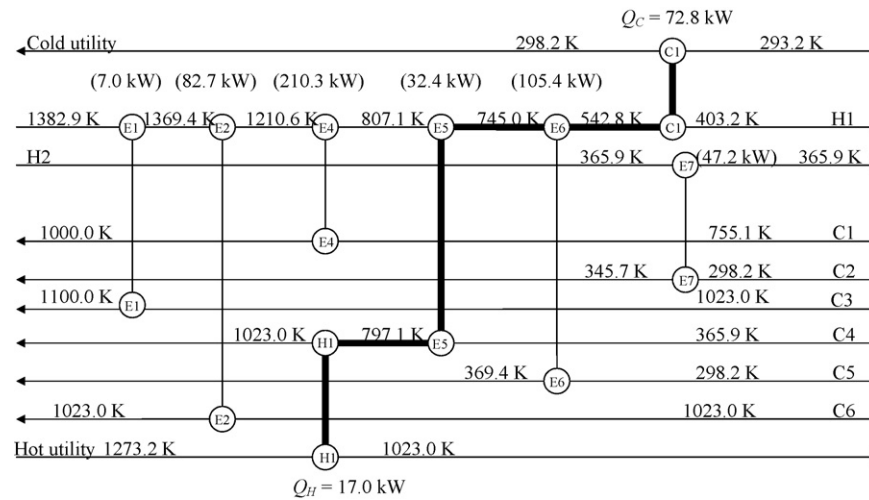 Q_C = 72.8 kW
Cold utility 298.2 K C1 293.2 K
(7.0 kW) (82.7 kW) (210.3 kW) (32.4 kW) (105.4 kW)
1382.9 K E1 1369.4 K E2 1210.6 K E4 807.1 K E5 745.0 K E6 542.8 K C1 403.2 K H1
H2 365.9 K E7 (47.2 kW) 365.9 K
1000.0 K E4 755.1 K C1
345.7 K E7 298.2 K C2
1100.0 K E1 1023.0 K C3
1023.0 K H1 797.1 K E5 365.9 K C4
369.4 K E6 298.2 K C5
1023.0 K E2 1023.0 K C6
Hot utility 1273.2 K H1 1023.0 K
Q_H = 17.0 kW